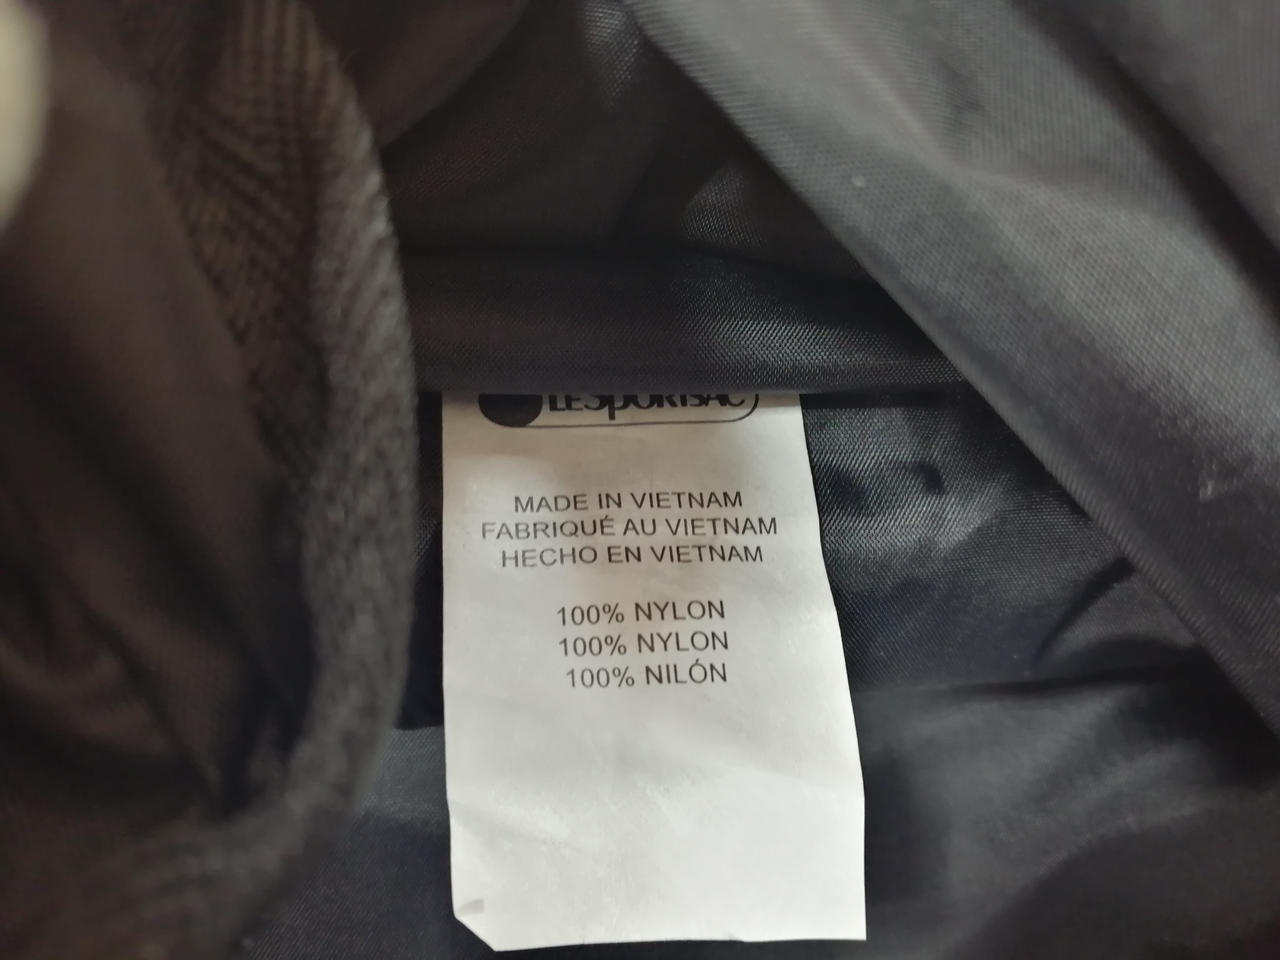 LESPORTSAC
MADE IN VIETNAM
FABRIQUÉ AU VIETNAM
HECHO EN VIETNAM
100% NYLON
100% NYLON
100% NILÓN